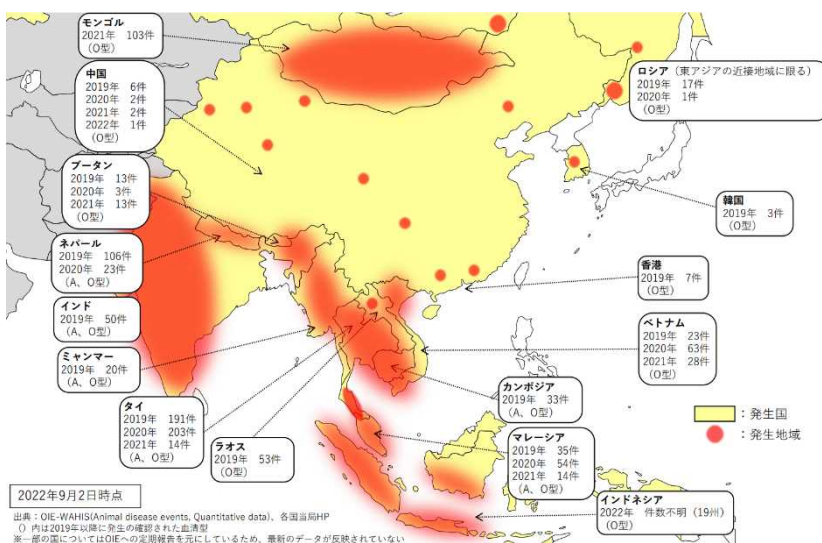 モンゴル
2021年 103件
(O型)
中国
2019年 6件
2020年 2件
2021年 2件
2022年 1件
(O型)
ブータン
2019年 13件
2020年 3件
2021年 13件
(O型)
ネパール
2019年 106件
2020年 23件
(A、O型)
インド
2019年 50件
(A、O型)
ミャンマー
2019年 20件
(A、O型)
タイ
2019年 191件
2020年 203件
2021年 14件
(A、O型)
ラオス
2019年 53件
(O型)
ロシア (東アジアの近接地域に限る)
2019年 17件
2020年 1件
(O型)
韓国
2019年 3件
(O型)
香港
2019年 7件
(O型)
ベトナム
2019年 23件
2020年 63件
2021年 28件
(O型)
カンボジア
2019年 33件
(A、O型)
マレーシア
2019年 35件
2020年 54件
2021年 14件
(A、O型)
インドネシア
2022年 件数不明 (19州)
(O型)
:発生国
:発生地域
2022年9月2日時点
出典:OIE-WAHIS(Animal disease events, Quantitative data)、各国当局HP
() 内は2019年以降に発生の確認された血清型
※一部の国についてはOIEへの定期報告を元にしているため、最新のデータが反映されていない